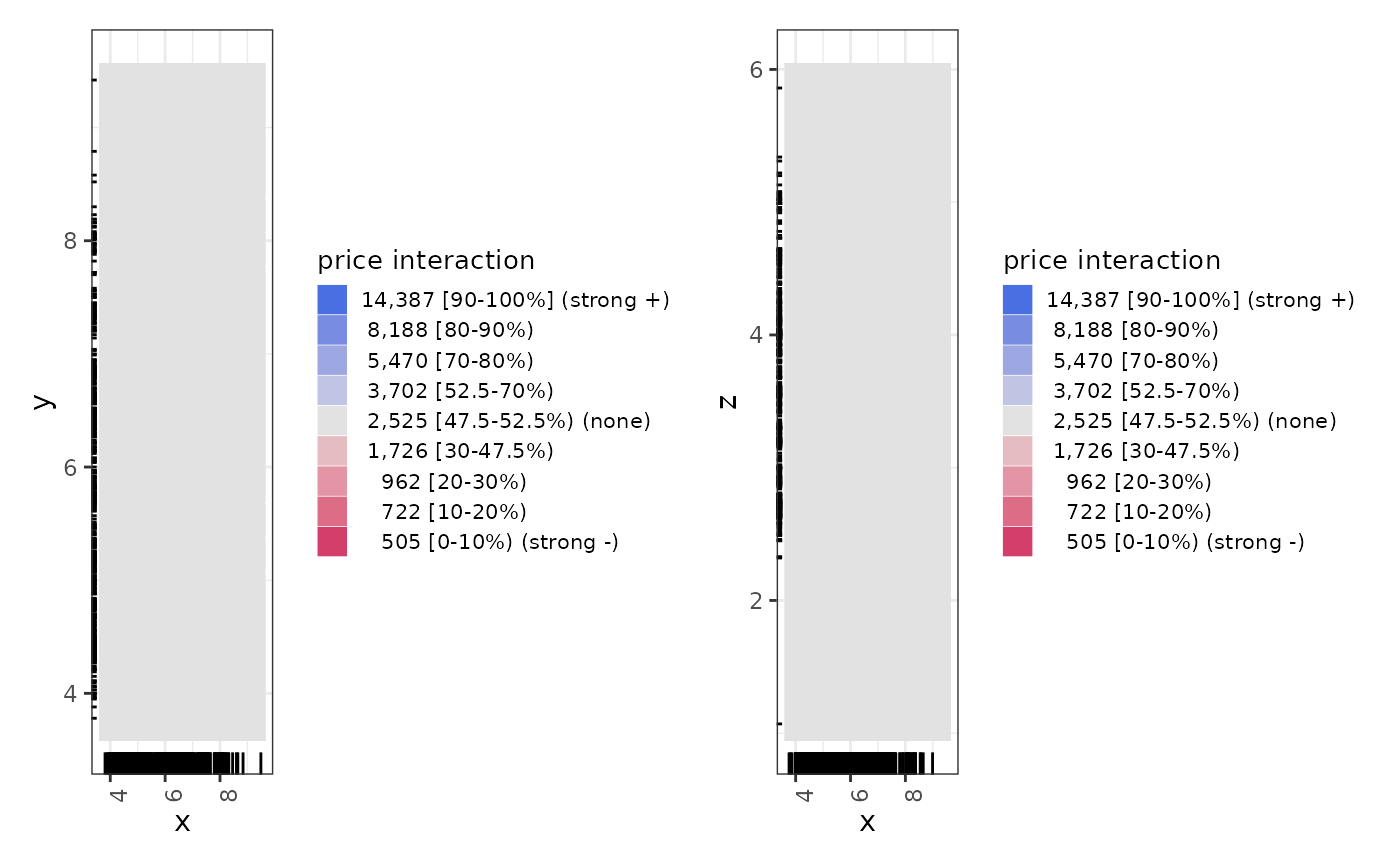 8
6
4
y
4
6
8
x
price interaction
14,387 [90-100%] (strong +)
8,188 [80-90%)
5,470 [70-80%)
3,702 [52.5-70%)
2,525 [47.5-52.5%) (none)
1,726 [30-47.5%)
962 [20-30%)
722 [10-20%)
505 [0-10%) (strong -)
6
4
2
z
4
6
8
x
price interaction
14,387 [90-100%] (strong +)
8,188 [80-90%)
5,470 [70-80%)
3,702 [52.5-70%)
2,525 [47.5-52.5%) (none)
1,726 [30-47.5%)
962 [20-30%)
722 [10-20%)
505 [0-10%) (strong -)